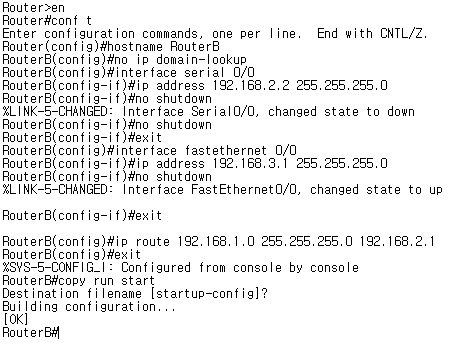 Router>en
Router#conf t
Enter configuration commands, one per line.  End with CNTL/Z.
Router(config)#hostname RouterB
RouterB(config)#no ip domain-lookup
RouterB(config)#interface serial 0/0
RouterB(config-if)#ip address 192.168.2.2 255.255.255.0
RouterB(config-if)#no shutdown
%LINK-5-CHANGED: Interface Serial0/0, changed state to down
RouterB(config-if)#no shutdown
RouterB(config-if)#exit
RouterB(config)#interface fastethernet 0/0
RouterB(config-if)#ip address 192.168.3.1 255.255.255.0
RouterB(config-if)#no shutdown
%LINK-5-CHANGED: Interface FastEthernet0/0, changed state to up
RouterB(config-if)#exit
RouterB(config)#ip route 192.168.1.0 255.255.255.0 192.168.2.1
RouterB(config)#exit
%SYS-5-CONFIG_I: Configured from console by console
RouterB#copy run start
Destination filename [startup-config]?
Building configuration...
[OK]
RouterB#